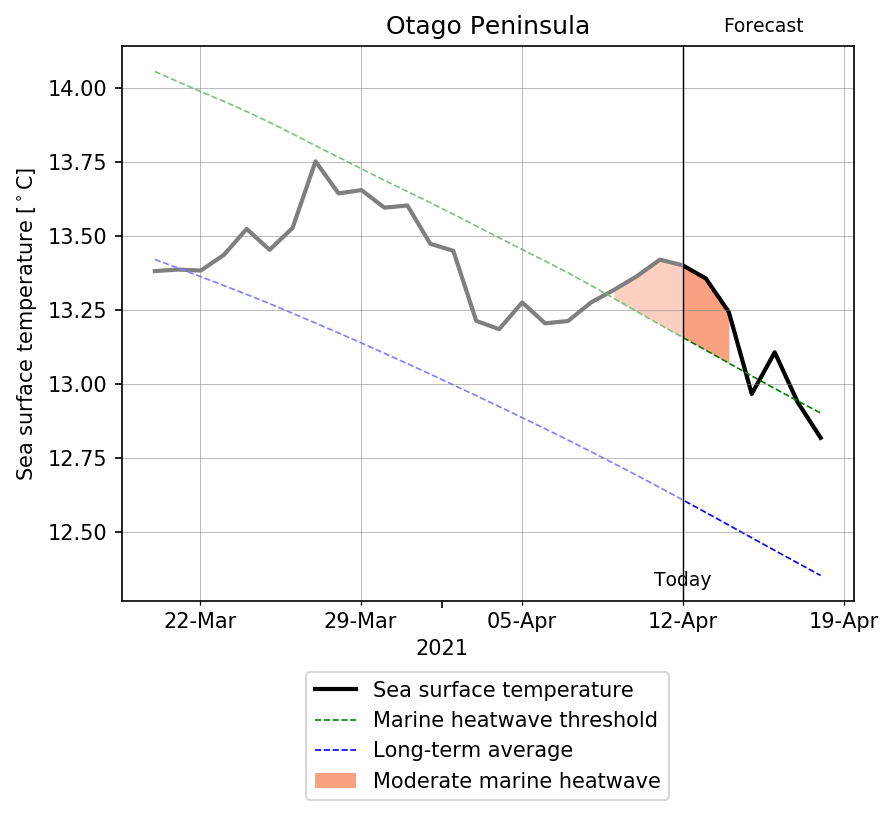 Otago Peninsula
Forecast
Sea surface temperature [°C]
14.00
13.75
13.50
13.25
13.00
12.75
12.50
Today
22-Mar
29-Mar
05-Apr
12-Apr
19-Apr
2021
Sea surface temperature
Marine heatwave threshold
Long-term average
Moderate marine heatwave